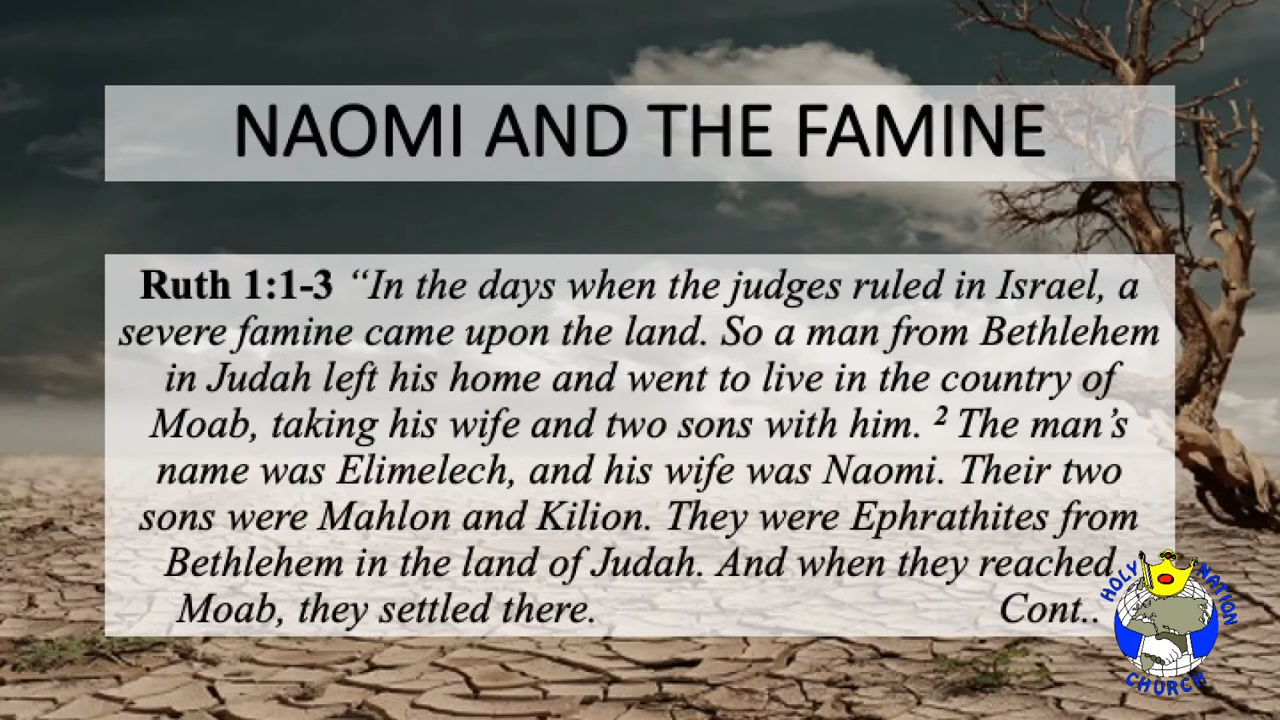 NAOMI AND THE FAMINE
Ruth 1:1-3 “In the days when the judges ruled in Israel, a
severe famine came upon the land. So a man from Bethlehem
in Judah left his home and went to live in the country of
Moab, taking his wife and two sons with him. ² The man’s
name was Elimelech, and his wife was Naomi. Their two
sons were Mahlon and Kilion. They were Ephrathites from
Bethlehem in the land of Judah. And when they reached
Moab, they settled there. Cont..
HOLY NATION
CHURCH